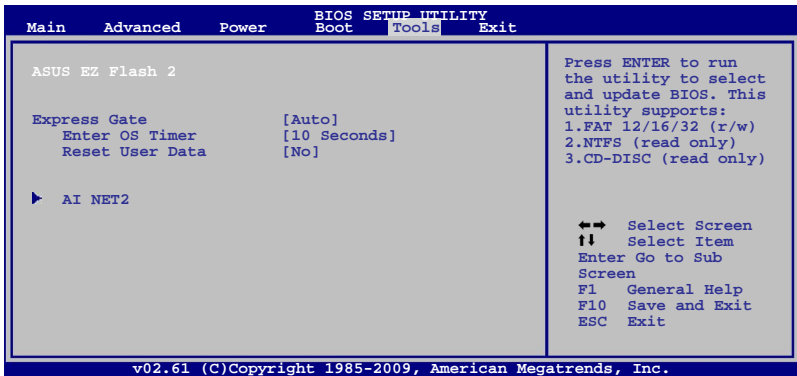 BIOS SETUP UTILITY
Main Advanced Power Boot Tools Exit
ASUS EZ Flash 2
Express Gate [Auto]
Enter OS Timer [10 Seconds]
Reset User Data [No]
AI NET2
Press ENTER to run
the utility to select
and update BIOS. This
utility supports:
1.FAT 12/16/32 (r/w)
2.NTFS (read only)
3.CD-DISC (read only)
Select Screen
Select Item
Enter Go to Sub
Screen
F1 General Help
F10 Save and Exit
ESC Exit
v02.61 (C)Copyright 1985-2009, American Megatrends, Inc.